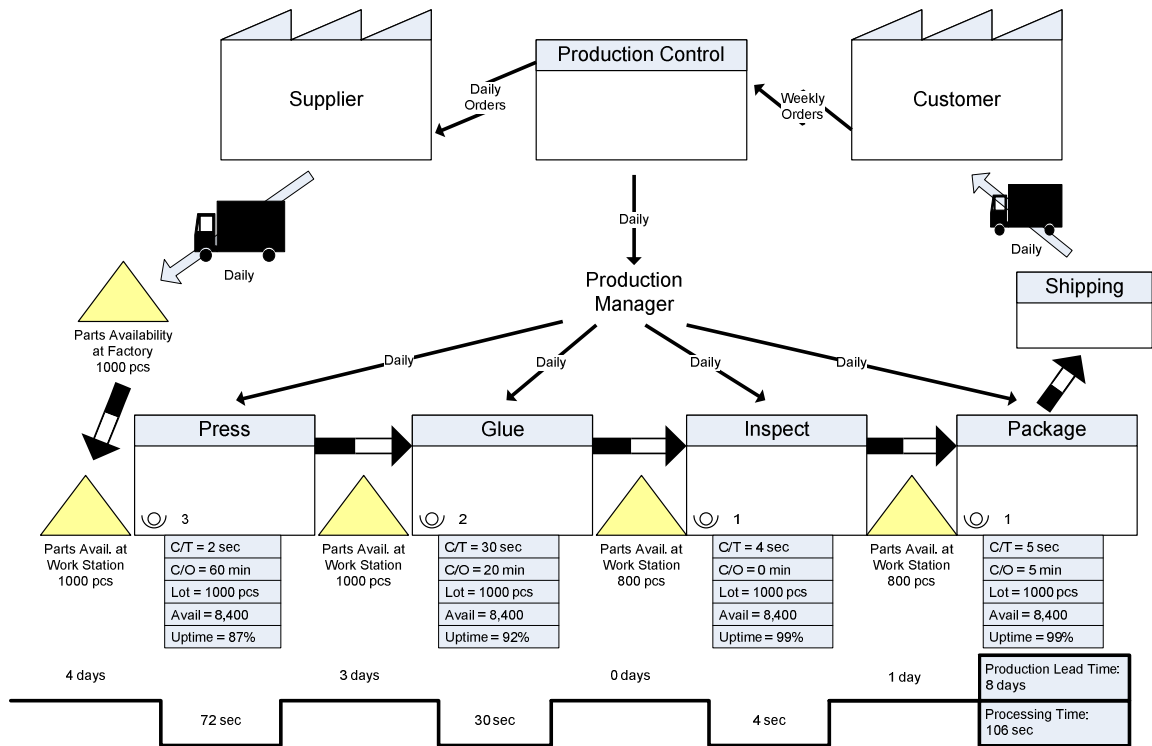 Supplier
Production Control
Customer
Daily
Orders
Weekly
Orders
Daily
Daily
Daily
Production
Manager
Shipping
Parts Availability
at Factory
1000 pcs
Daily
Daily
Daily
Daily
Press
Glue
Inspect
Package
3
2
1
1
Parts Avail. at
Work Station
1000 pcs
C/T = 2 sec
C/O = 60 min
Lot = 1000 pcs
Avail = 8,400
Uptime = 87%
Parts Avail. at
Work Station
1000 pcs
C/T = 30 sec
C/O = 20 min
Lot = 1000 pcs
Avail = 8,400
Uptime = 92%
Parts Avail. at
Work Station
800 pcs
C/T = 4 sec
C/O = 0 min
Lot = 1000 pcs
Avail = 8,400
Uptime = 99%
Parts Avail. at
Work Station
800 pcs
C/T = 5 sec
C/O = 5 min
Lot = 1000 pcs
Avail = 8,400
Uptime = 99%
4 days
3 days
0 days
1 day
Production Lead Time:
8 days
72 sec
30 sec
4 sec
Processing Time:
106 sec